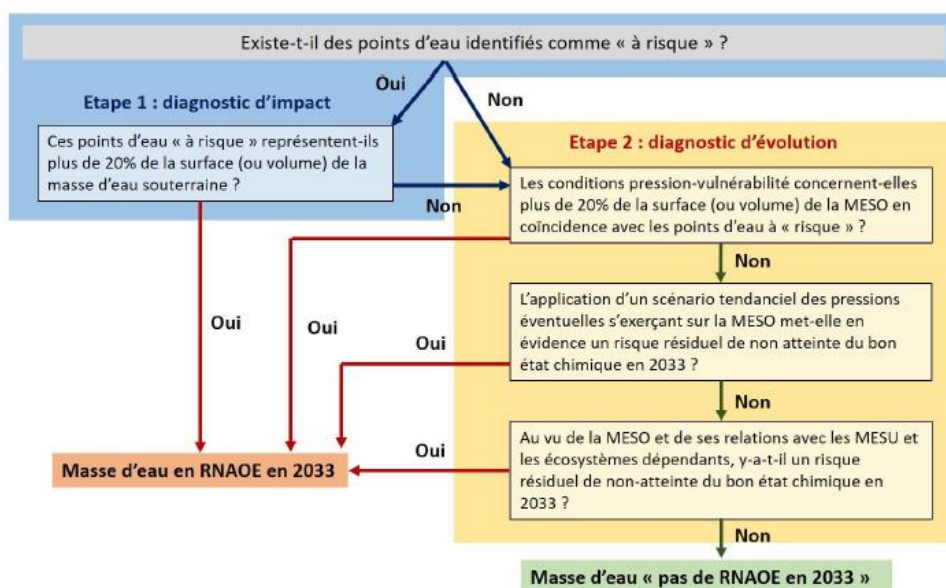 Existe-t-il des points d'eau identifiés comme « à risque » ?
Oui
Non
Etape 1 : diagnostic d'impact
Ces points d'eau « à risque » représentent-ils
plus de 20% de la surface (ou volume) de la
masse d'eau souterraine ?
Non
Etape 2 : diagnostic d'évolution
Les conditions pression-vulnérabilité concernent-elles
plus de 20% de la surface (ou volume) de la MESO en
coïncidence avec les points d'eau à « risque » ?
Non
Oui
Oui
L'application d'un scénario tendanciel des pressions
éventuelles s'exerçant sur la MESO met-elle en
évidence un risque résiduel de non atteinte du bon
état chimique en 2033 ?
Oui
Non
Au vu de la MESO et de ses relations avec les MESU et
les écosystèmes dépendants, y-a-t-il un risque
résiduel de non-atteinte du bon état chimique en
2033 ?
Oui
Masse d'eau en RNAOE en 2033
Non
Masse d'eau « pas de RNAOE en 2033 »